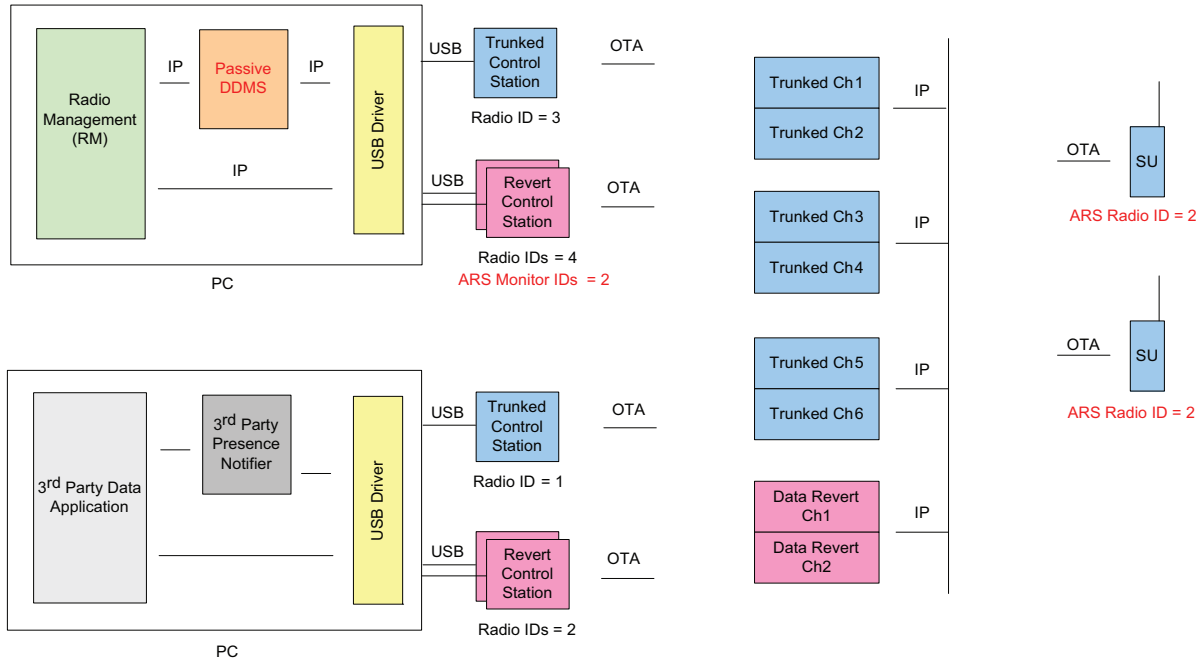 Radio
Management
(RM)
IP
Passive
DDMS
IP
IP
USB Driver
PC
USB
Trunked
Control
Station
Radio ID = 3
OTA
USB
Revert
Control
Station
Radio IDs = 4
ARS Monitor IDs = 2
OTA
3rd Party Data
Application
3rd Party
Presence
Notifier
USB Driver
PC
USB
Trunked
Control
Station
Radio ID = 1
OTA
USB
Revert
Control
Station
Radio IDs = 2
OTA
Trunked Ch1
Trunked Ch2
IP
Trunked Ch3
Trunked Ch4
IP
Trunked Ch5
Trunked Ch6
IP
Data Revert
Ch1
Data Revert
Ch2
IP
OTA
SU
ARS Radio ID = 2
OTA
SU
ARS Radio ID = 2